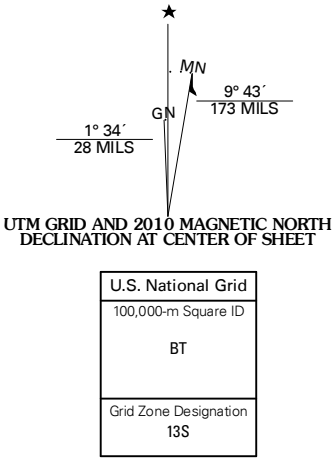 ★
MN
9° 43´
173 MILS
GN
1° 34´
28 MILS
UTM GRID AND 2010 MAGNETIC NORTH
DECLINATION AT CENTER OF SHEET
U.S. National Grid
100,000-m Square ID
BT
Grid Zone Designation
13S